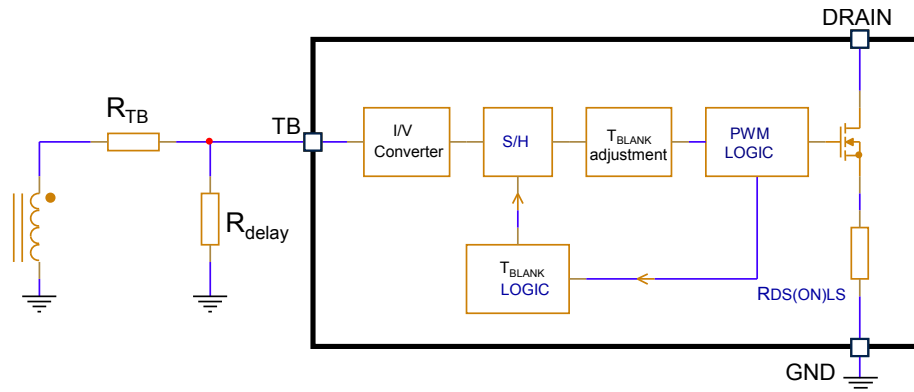 DRAIN
RTB
TB
I/V
Converter
S/H
TBLANK
adjustment
PWM
LOGIC
Rdelay
TBLANK
LOGIC
RDS(ON)LS
GND